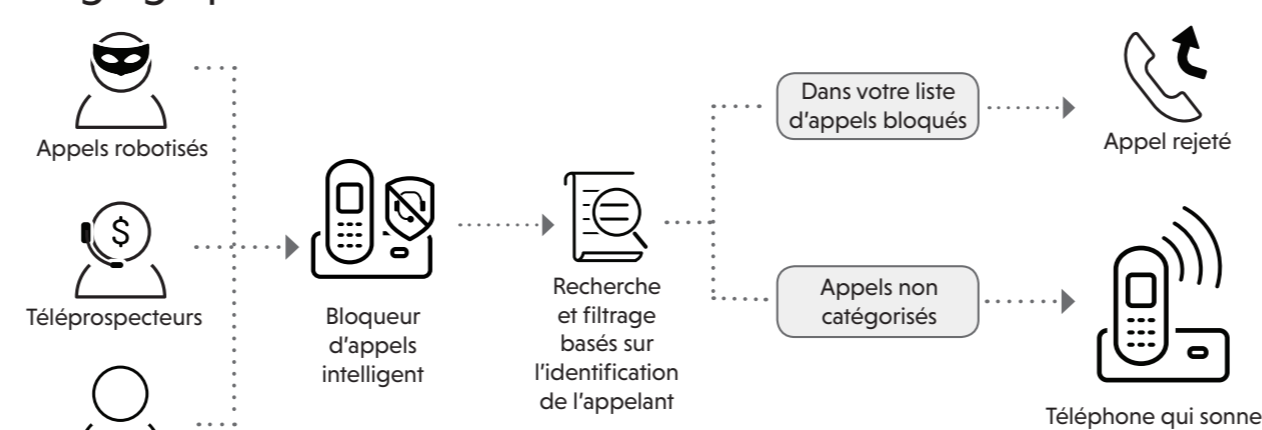 Appels robotisés
Téléprospecteurs
Bloqueur
d'appels
intelligent
Recherche
et filtrage
basés sur
l'identification
de l'appelant
Dans votre liste
d'appels bloqués
Appel rejeté
Appels non
catégorisés
Téléphone qui sonne
$